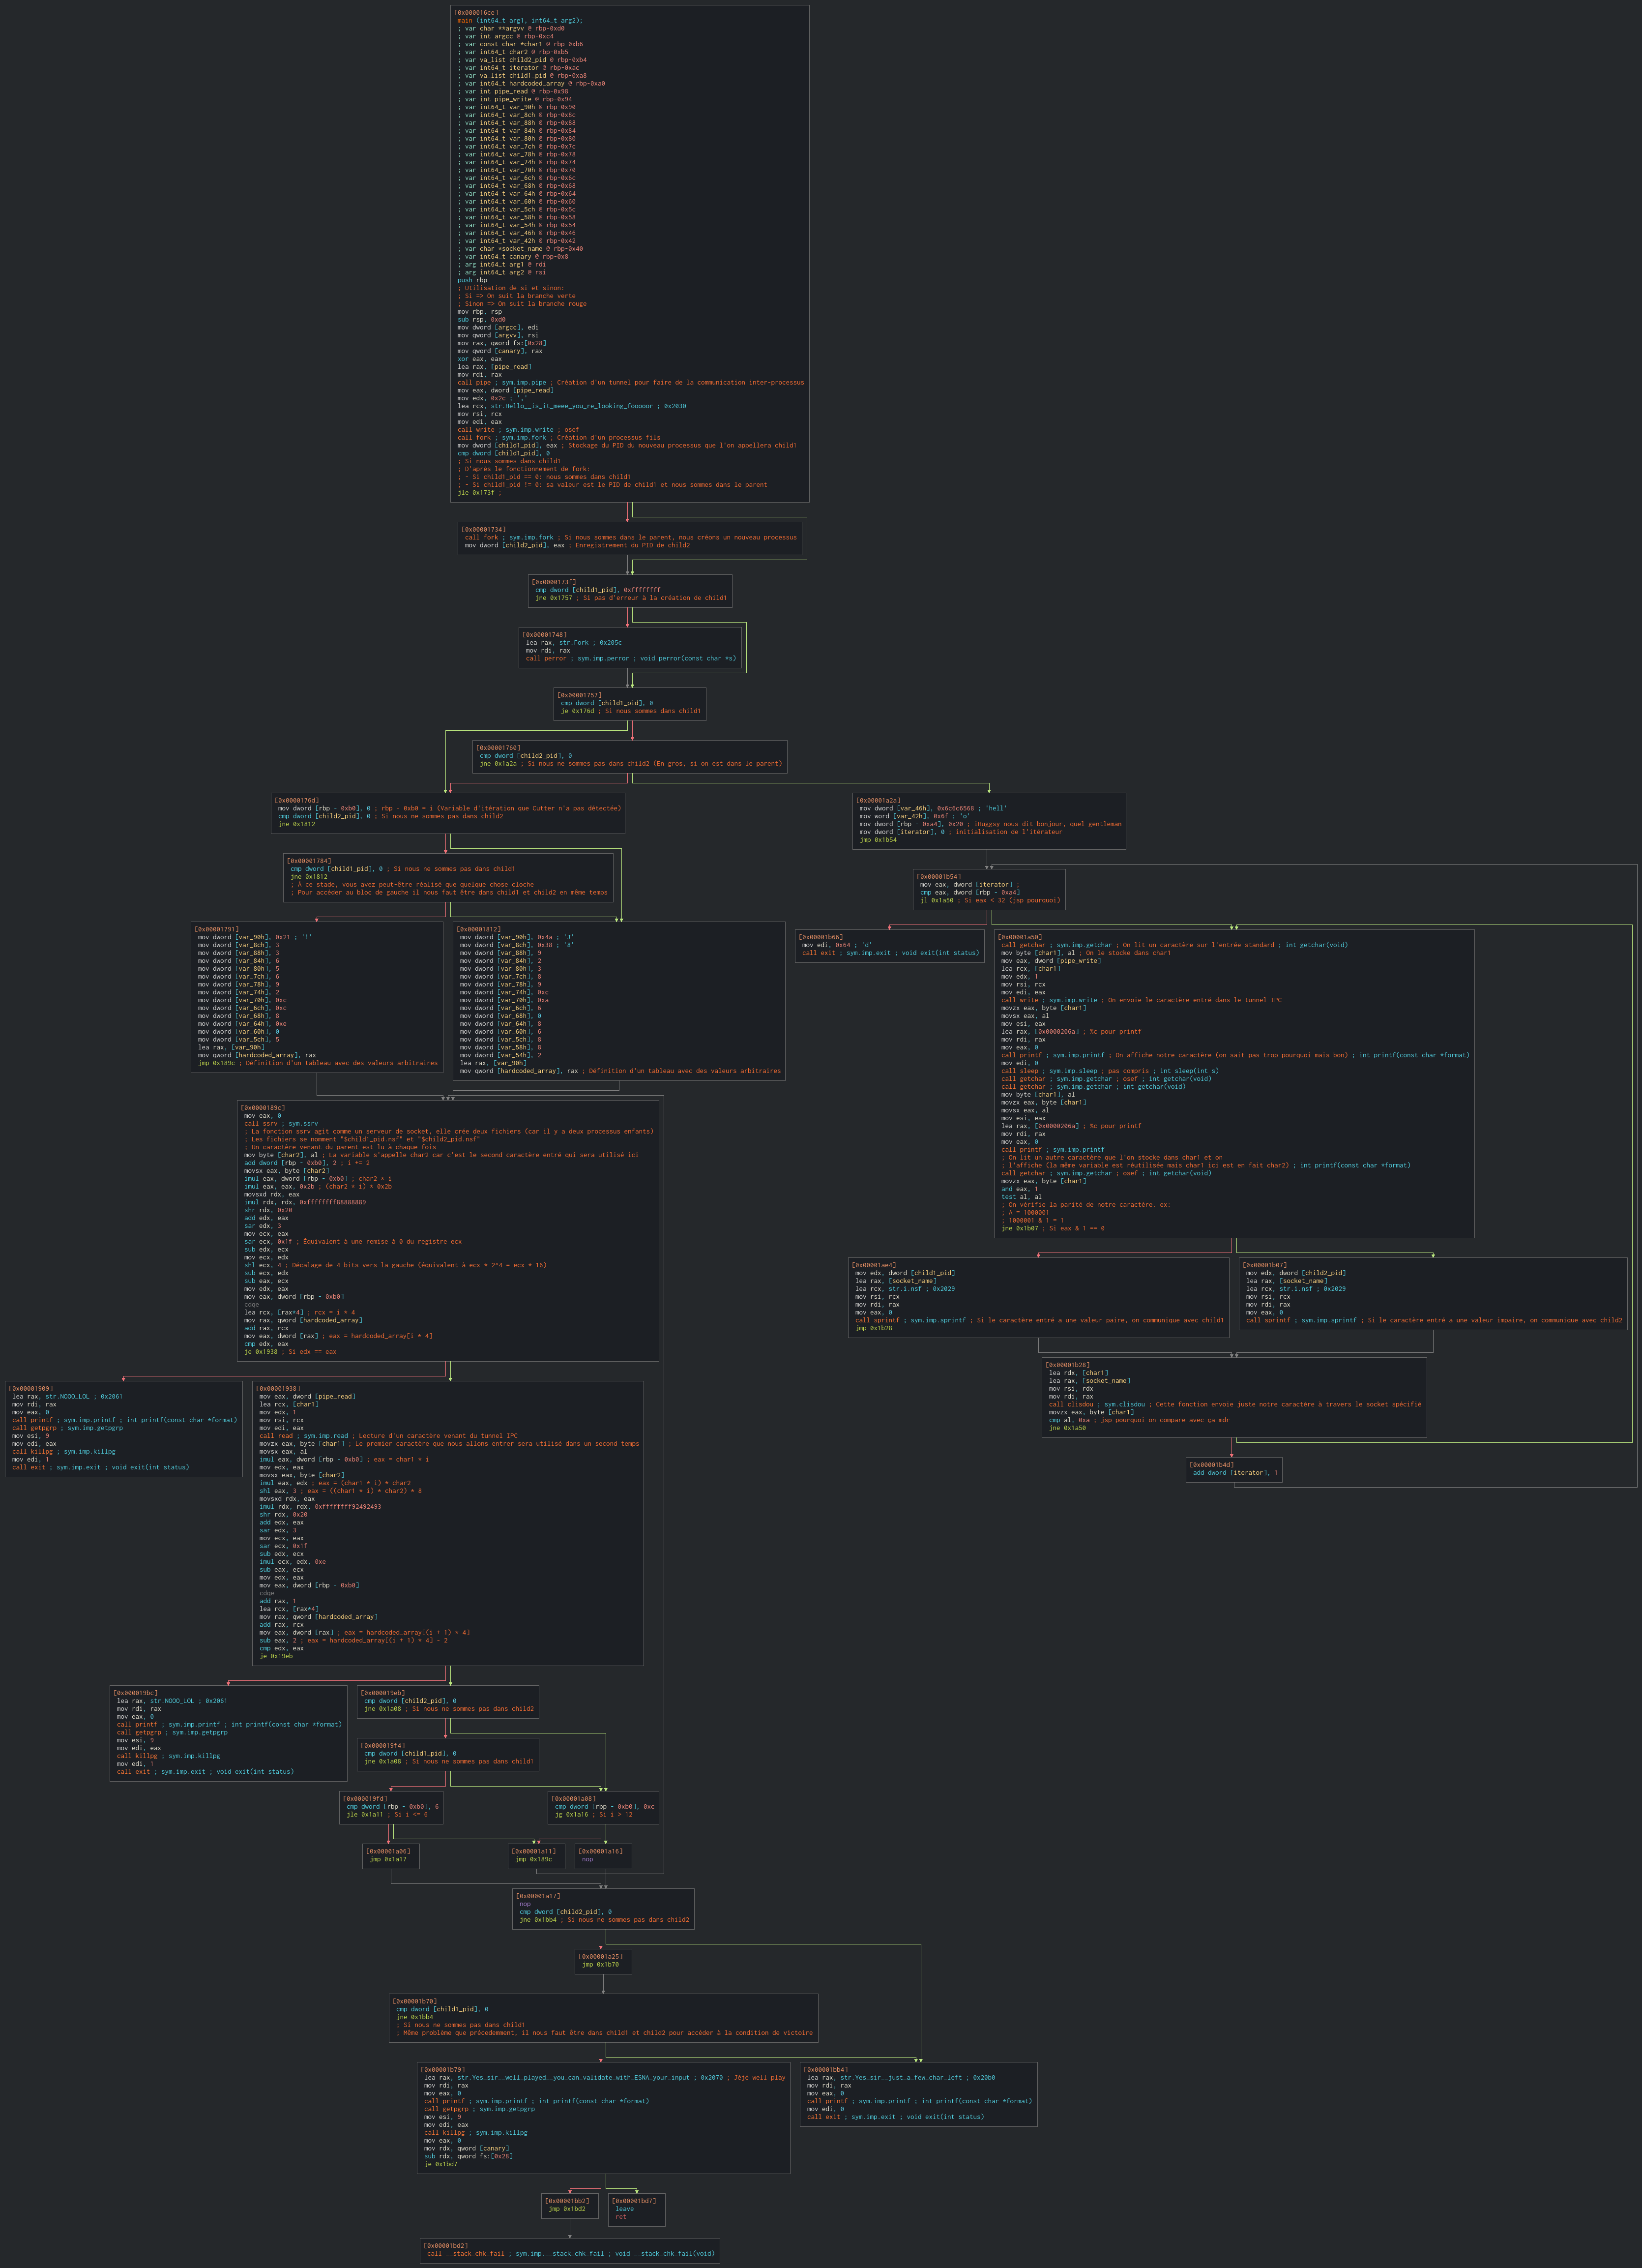 [0x000016ce]
main (int64_t arg1, int64_t arg2);
; var char **argvv @ rbp-0xd0
; var int argcc @ rbp-0xc4
; var const char *char1 @ rbp-0xb6
; var int64_t char2 @ rbp-0xb5
; var va_list child2_pid @ rbp-0xb4
; var int64_t iterator @ rbp-0xac
; var va_list child1_pid @ rbp-0xa8
; var int64_t hardcoded_array @ rbp-0xa0
; var int pipe_read @ rbp-0x98
; var int pipe_write @ rbp-0x94
; var int64_t var_90h @ rbp-0x90
; var int64_t var_8ch @ rbp-0x8c
; var int64_t var_88h @ rbp-0x88
; var int64_t var_84h @ rbp-0x84
; var int64_t var_80h @ rbp-0x80
; var int64_t var_7ch @ rbp-0x7c
; var int64_t var_78h @ rbp-0x78
; var int64_t var_74h @ rbp-0x74
; var int64_t var_70h @ rbp-0x70
; var int64_t var_6ch @ rbp-0x6c
; var int64_t var_68h @ rbp-0x68
; var int64_t var_64h @ rbp-0x64
; var int64_t var_60h @ rbp-0x60
; var int64_t var_5ch @ rbp-0x5c
; var int64_t var_58h @ rbp-0x58
; var int64_t var_54h @ rbp-0x54
; var int64_t var_46h @ rbp-0x46
; var int64_t var_42h @ rbp-0x42
; var char *socket_name @ rbp-0x40
; var int64_t canary @ rbp-0x8
; arg int64_t arg1 @ rdi
; arg int64_t arg2 @ rsi
push rbp
; Utilisation de si et sinon:
; Si => On suit la branche verte
; Sinon => On suit la branche rouge
mov rbp, rsp
sub rsp, 0xd0
mov dword [argcc], edi
mov qword [argvv], rsi
mov rax, qword fs:[0x28]
mov qword [canary], rax
xor eax, eax
lea rax, [pipe_read]
mov rdi, rax
call pipe ; sym.imp.pipe ; Création d'un tunnel pour faire de la communication inter-processus
mov eax, dword [pipe_read]
mov edx, 0x2c ; ','
lea rcx, str.Hello__is_it_meee_you_re_looking_fooooor ; 0x2030
mov rsi, rcx
mov edi, eax
call write ; sym.imp.write ; osef
call fork ; sym.imp.fork ; Création d'un processus fils
mov dword [child1_pid], eax ; Stockage du PID du nouveau processus que l'on appellera child1
cmp dword [child1_pid], 0
; Si nous sommes dans child1
; D'après le fonctionnement de fork:
; - Si child1_pid == 0: nous sommes dans child1
; - Si child1_pid != 0: sa valeur est le PID de child1 et nous sommes dans le parent
jle 0x173f ;
[0x00001734]
call fork ; sym.imp.fork ; Si nous sommes dans le parent, nous créons un nouveau processus
mov dword [child2_pid], eax ; Enregistrement du PID de child2
[0x0000173f]
cmp dword [child1_pid], 0xffffffff
jne 0x1757 ; Si pas d'erreur à la création de child1
[0x00001748]
lea rax, str.Fork ; 0x205c
mov rdi, rax
call perror ; sym.imp.perror ; void perror(const char *s)
[0x00001757]
cmp dword [child1_pid], 0
je 0x176d ; Si nous sommes dans child1
[0x00001760]
cmp dword [child2_pid], 0
jne 0x1a2a ; Si nous ne sommes pas dans child2 (En gros, si on est dans le parent)
[0x0000176d]
mov dword [rbp - 0xb0], 0 ; rbp - 0xb0 = i (Variable d'itération que Cutter n'a pas détectée)
cmp dword [child2_pid], 0 ; Si nous ne sommes pas dans child2
jne 0x1812
[0x00001a2a]
mov dword [var_46h], 0x6c6c6568 ; 'hell'
mov word [var_42h], 0x6f ; 'o'
mov dword [rbp - 0xa4], 0x20 ; iHuggsy nous dit bonjour, quel gentleman
mov dword [iterator], 0 ; initialisation de l'itérateur
jmp 0x1b54
[0x00001784]
cmp dword [child1_pid], 0 ; Si nous ne sommes pas dans child1
jne 0x1812
; À ce stade, vous avez peut-être réalisé que quelque chose cloche
; Pour accéder au bloc de gauche il nous faut être dans child1 et child2 en même temps
[0x00001b54]
mov eax, dword [iterator] ;
cmp eax, dword [rbp - 0xa4]
jl 0x1a50 ; Si eax < 32 (jsp pourquoi)
[0x00001791]
mov dword [var_90h], 0x21 ; '!'
mov dword [var_8ch], 3
mov dword [var_88h], 3
mov dword [var_84h], 6
mov dword [var_80h], 5
mov dword [var_7ch], 6
mov dword [var_78h], 9
mov dword [var_74h], 2
mov dword [var_70h], 0xc
mov dword [var_6ch], 0xc
mov dword [var_68h], 8
mov dword [var_64h], 0xe
mov dword [var_60h], 0
mov dword [var_5ch], 5
lea rax, [var_90h]
mov qword [hardcoded_array], rax
jmp 0x189c ; Définition d'un tableau avec des valeurs arbitraires
[0x00001812]
mov dword [var_90h], 0x4a ; 'J'
mov dword [var_8ch], 0x38 ; '8'
mov dword [var_88h], 9
mov dword [var_84h], 2
mov dword [var_80h], 3
mov dword [var_7ch], 8
mov dword [var_78h], 9
mov dword [var_74h], 0xc
mov dword [var_70h], 0xa
mov dword [var_6ch], 6
mov dword [var_68h], 0
mov dword [var_64h], 8
mov dword [var_60h], 6
mov dword [var_5ch], 8
mov dword [var_58h], 8
mov dword [var_54h], 2
lea rax, [var_90h]
mov qword [hardcoded_array], rax ; Définition d'un tableau avec des valeurs arbitraires
[0x00001b66]
mov edi, 0x64 ; 'd'
call exit ; sym.imp.exit ; void exit(int status)
[0x00001a50]
call getchar ; sym.imp.getchar ; On lit un caractère sur l'entrée standard ; int getchar(void)
mov byte [char1], al ; On le stocke dans char1
mov eax, dword [pipe_write]
lea rcx, [char1]
mov edx, 1
mov rsi, rcx
mov edi, eax
call write ; sym.imp.write ; On envoie le caractère entré dans le tunnel IPC
movzx eax, byte [char1]
movsx eax, al
mov esi, eax
lea rax, [0x0000206a] ; %c pour printf
mov rdi, rax
mov eax, 0
call printf ; sym.imp.printf ; On affiche notre caractère (on sait pas trop pourquoi mais bon) ; int printf(const char *format)
mov edi, 0
call sleep ; sym.imp.sleep ; pas compris ; int sleep(int s)
call getchar ; sym.imp.getchar ; osef ; int getchar(void)
call getchar ; sym.imp.getchar ; int getchar(void)
mov byte [char1], al
movzx eax, byte [char1]
movsx eax, al
mov esi, eax
lea rax, [0x0000206a] ; %c pour printf
mov rdi, rax
mov eax, 0
call printf ; sym.imp.printf
; On lit un autre caractère que l'on stocke dans char1 et on
; l'affiche (la même variable est réutilisée mais char1 ici est en fait char2) ; int printf(const char *format)
call getchar ; sym.imp.getchar ; osef ; int getchar(void)
movzx eax, byte [char1]
and eax, 1
test al, al
; On vérifie la parité de notre caractère. ex:
; A = 1000001
; 1000001 & 1 = 1
jne 0x1b07 ; Si eax & 1 == 0
[0x0000189c]
mov eax, 0
call ssrv ; sym.ssrv
; La fonction ssrv agit comme un serveur de socket, elle crée deux fichiers (car il y a deux processus enfants)
; Les fichiers se nomment "$child1_pid.nsf" et "$child2_pid.nsf"
; Un caractère venant du parent est lu à chaque fois
mov byte [char2], al ; La variable s'appelle char2 car c'est le second caractère entré qui sera utilisé ici
add dword [rbp - 0xb0], 2 ; i += 2
movsx eax, byte [char2]
imul eax, dword [rbp - 0xb0] ; char2 * i
imul eax, eax, 0x2b ; (char2 * i) * 0x2b
movsxd rdx, eax
imul rdx, rdx, 0xffffffff88888889
shr rdx, 0x20
add edx, eax
sar edx, 3
mov ecx, eax
sar ecx, 0x1f ; Équivalent à une remise à 0 du registre ecx
sub edx, ecx
mov ecx, edx
shl ecx, 4 ; Décalage de 4 bits vers la gauche (équivalent à ecx * 2^4 = ecx * 16)
sub ecx, edx
sub eax, ecx
mov edx, eax
mov eax, dword [rbp - 0xb0]
cdqe
lea rcx, [rax*4] ; rcx = i * 4
mov rax, qword [hardcoded_array]
add rax, rcx
mov eax, dword [rax] ; eax = hardcoded_array[i * 4]
cmp edx, eax
je 0x1938 ; Si edx == eax
[0x00001ae4]
mov edx, dword [child1_pid]
lea rax, [socket_name]
lea rcx, str.i.nsf ; 0x2029
mov rsi, rcx
mov rdi, rax
mov eax, 0
call sprintf ; sym.imp.sprintf ; Si le caractère entré a une valeur paire, on communique avec child1
jmp 0x1b28
[0x00001b07]
mov edx, dword [child2_pid]
lea rax, [socket_name]
lea rcx, str.i.nsf ; 0x2029
mov rsi, rcx
mov rdi, rax
mov eax, 0
call sprintf ; sym.imp.sprintf ; Si le caractère entré a une valeur impaire, on communique avec child2
[0x00001b28]
lea rdx, [char1]
lea rax, [socket_name]
mov rsi, rdx
mov rdi, rax
call clisdou ; sym.clisdou ; Cette fonction envoie juste notre caractère à travers le socket spécifié
movzx eax, byte [char1]
cmp al, 0xa ; jsp pourquoi on compare avec ça mdr
jne 0x1a50
[0x00001b4d]
add dword [iterator], 1
[0x00001909]
lea rax, str.NOOO_LOL ; 0x2061
mov rdi, rax
mov eax, 0
call printf ; sym.imp.printf ; int printf(const char *format)
call getpgrp ; sym.imp.getpgrp
mov esi, 9
mov edi, eax
call killpg ; sym.imp.killpg
mov edi, 1
call exit ; sym.imp.exit ; void exit(int status)
[0x00001938]
mov eax, dword [pipe_read]
lea rcx, [char1]
mov edx, 1
mov rsi, rcx
mov edi, eax
call read ; sym.imp.read ; Lecture d'un caractère venant du tunnel IPC
movzx eax, byte [char1] ; Le premier caractère que nous allons entrer sera utilisé dans un second temps
movsx eax, al
imul eax, dword [rbp - 0xb0] ; eax = char1 * i
mov edx, eax
movsx eax, byte [char2]
imul eax, edx ; eax = (char1 * i) * char2
shl eax, 3 ; eax = ((char1 * i) * char2) * 8
movsxd rdx, eax
imul rdx, rdx, 0xffffffff92492493
shr rdx, 0x20
add edx, eax
sar edx, 3
mov ecx, eax
sar ecx, 0x1f
sub edx, ecx
imul ecx, edx, 0xe
sub eax, ecx
mov edx, eax
mov eax, dword [rbp - 0xb0]
cdqe
add rax, 1
lea rcx, [rax*4]
mov rax, qword [hardcoded_array]
add rax, rcx
mov eax, dword [rax] ; eax = hardcoded_array[(i + 1) * 4]
sub eax, 2 ; eax = hardcoded_array[(i + 1) * 4] - 2
cmp edx, eax
je 0x19eb
[0x000019bc]
lea rax, str.NOOO_LOL ; 0x2061
mov rdi, rax
mov eax, 0
call printf ; sym.imp.printf ; int printf(const char *format)
call getpgrp ; sym.imp.getpgrp
mov esi, 9
mov edi, eax
call killpg ; sym.imp.killpg
mov edi, 1
call exit ; sym.imp.exit ; void exit(int status)
[0x000019eb]
cmp dword [child2_pid], 0
jne 0x1a08 ; Si nous ne sommes pas dans child2
[0x000019f4]
cmp dword [child1_pid], 0
jne 0x1a08 ; Si nous ne sommes pas dans child1
[0x000019fd]
cmp dword [rbp - 0xb0], 6
jle 0x1a11 ; Si i <= 6
[0x00001a08]
cmp dword [rbp - 0xb0], 0xc
jg 0x1a16 ; Si i > 12
[0x00001a06]
jmp 0x1a17
[0x00001a11]
jmp 0x189c
[0x00001a16]
nop
[0x00001a17]
nop
cmp dword [child2_pid], 0
jne 0x1bb4 ; Si nous ne sommes pas dans child2
[0x00001a25]
jmp 0x1b70
[0x00001b70]
cmp dword [child1_pid], 0
jne 0x1bb4
; Si nous ne sommes pas dans child1
; Même problème que précedemment, il nous faut être dans child1 et child2 pour accéder à la condition de victoire
[0x00001b79]
lea rax, str.Yes_sir__well_played__you_can_validate_with_ESNA_your_input ; 0x2070 ; Jéjé well play
mov rdi, rax
mov eax, 0
call printf ; sym.imp.printf ; int printf(const char *format)
call getpgrp ; sym.imp.getpgrp
mov esi, 9
mov edi, eax
call killpg ; sym.imp.killpg
mov eax, 0
mov rdx, qword [canary]
sub rdx, qword fs:[0x28]
je 0x1bd7
[0x00001bb4]
lea rax, str.Yes_sir__just_a_few_char_left ; 0x20b0
mov rdi, rax
mov eax, 0
call printf ; sym.imp.printf ; int printf(const char *format)
mov edi, 0
call exit ; sym.imp.exit ; void exit(int status)
[0x00001bb2]
jmp 0x1bd2
[0x00001bd7]
leave
ret
[0x00001bd2]
call __stack_chk_fail ; sym.imp.__stack_chk_fail ; void __stack_chk_fail(void)